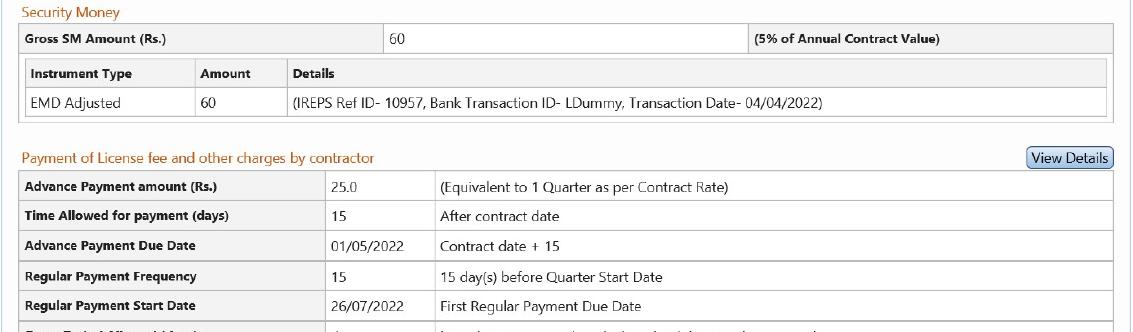 Security Money
Gross SM Amount (Rs.) 60 (5% of Annual Contract Value)
Instrument Type Amount Details
EMD Adjusted 60 (IREPS Ref ID- 10957, Bank Transaction ID- LDummy, Transaction Date- 04/04/2022)
Payment of License fee and other charges by contractor View Details
Advance Payment amount (Rs.) 25.0 (Equivalent to 1 Quarter as per Contract Rate)
Time Allowed for payment (days) 15 After contract date
Advance Payment Due Date 01/05/2022 Contract date + 15
Regular Payment Frequency 15 15 day(s) before Quarter Start Date
Regular Payment Start Date 26/07/2022 First Regular Payment Due Date